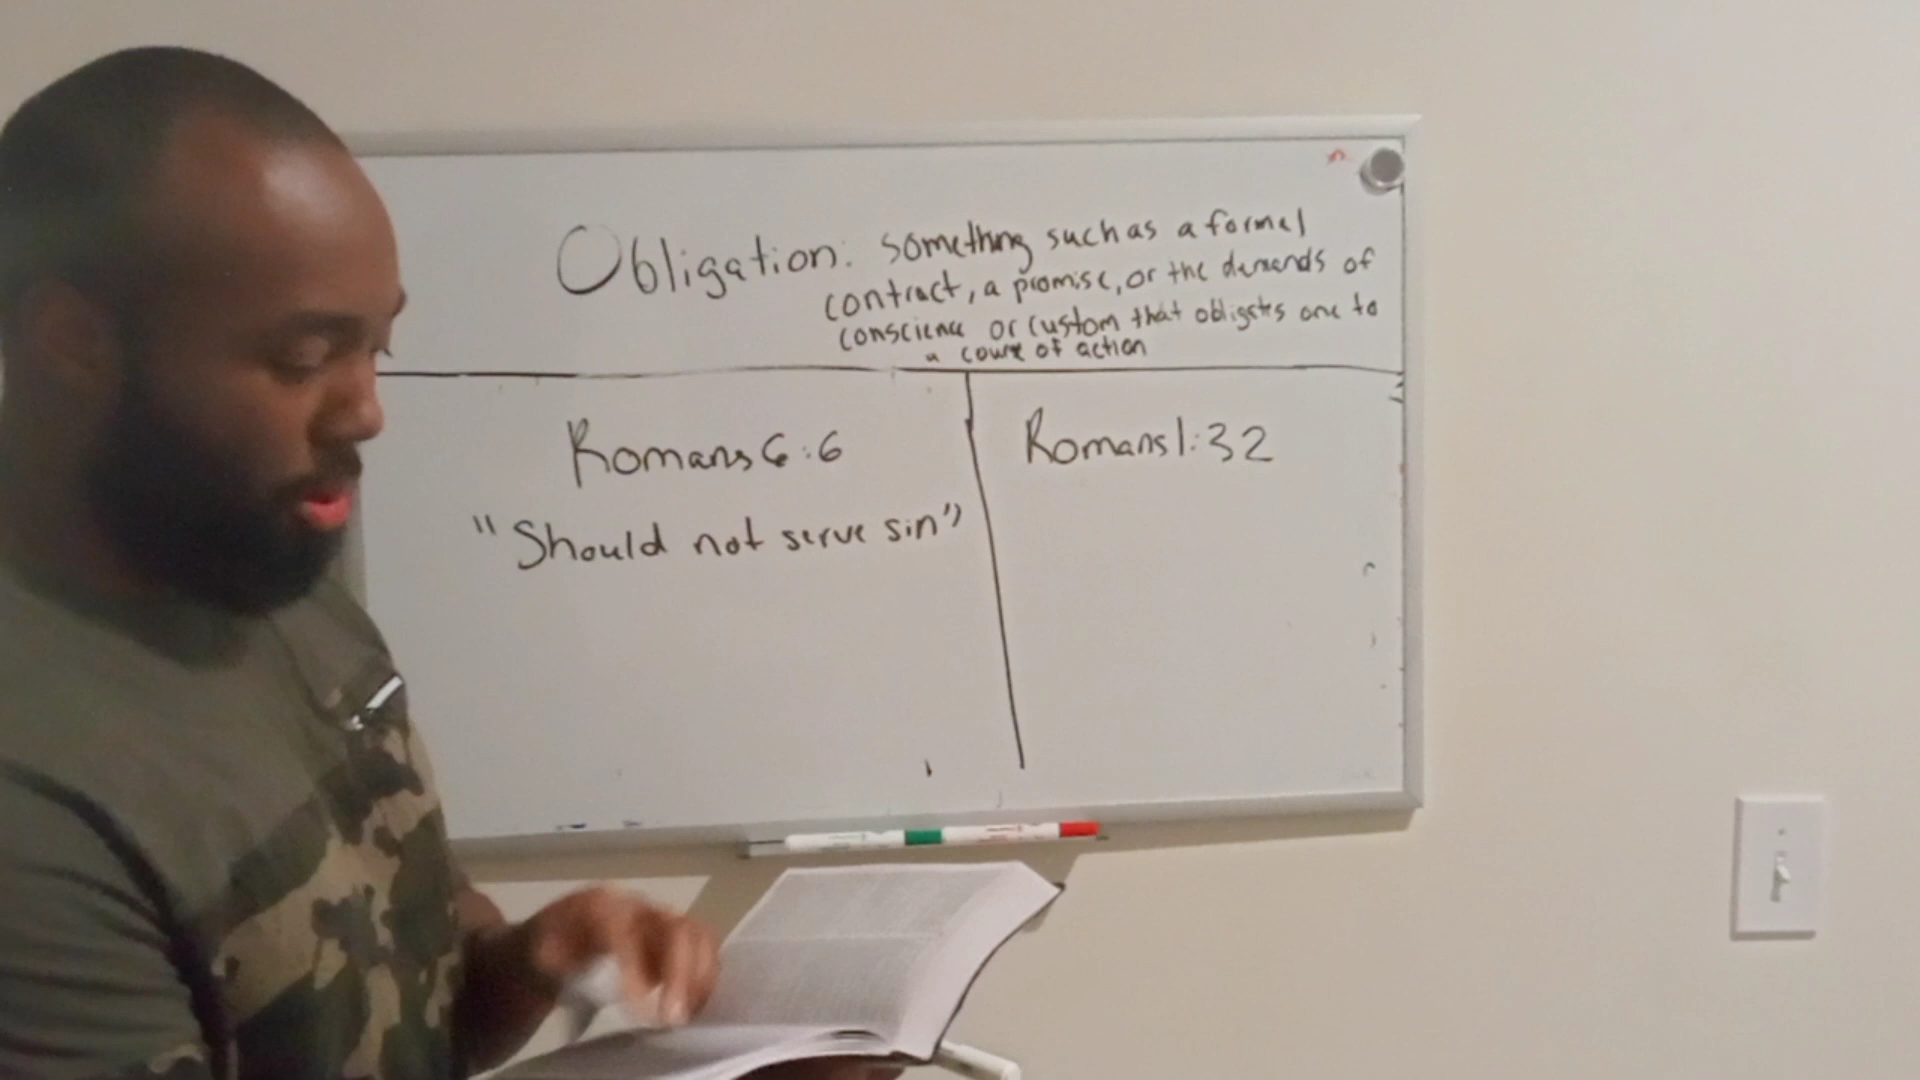 Obligation: Something such as a formal
contract, a promise, or the demands of
conscience or custom that obligates one to
a course of action
Romans 6:6
Romans 1:32
"Should not serve sin"